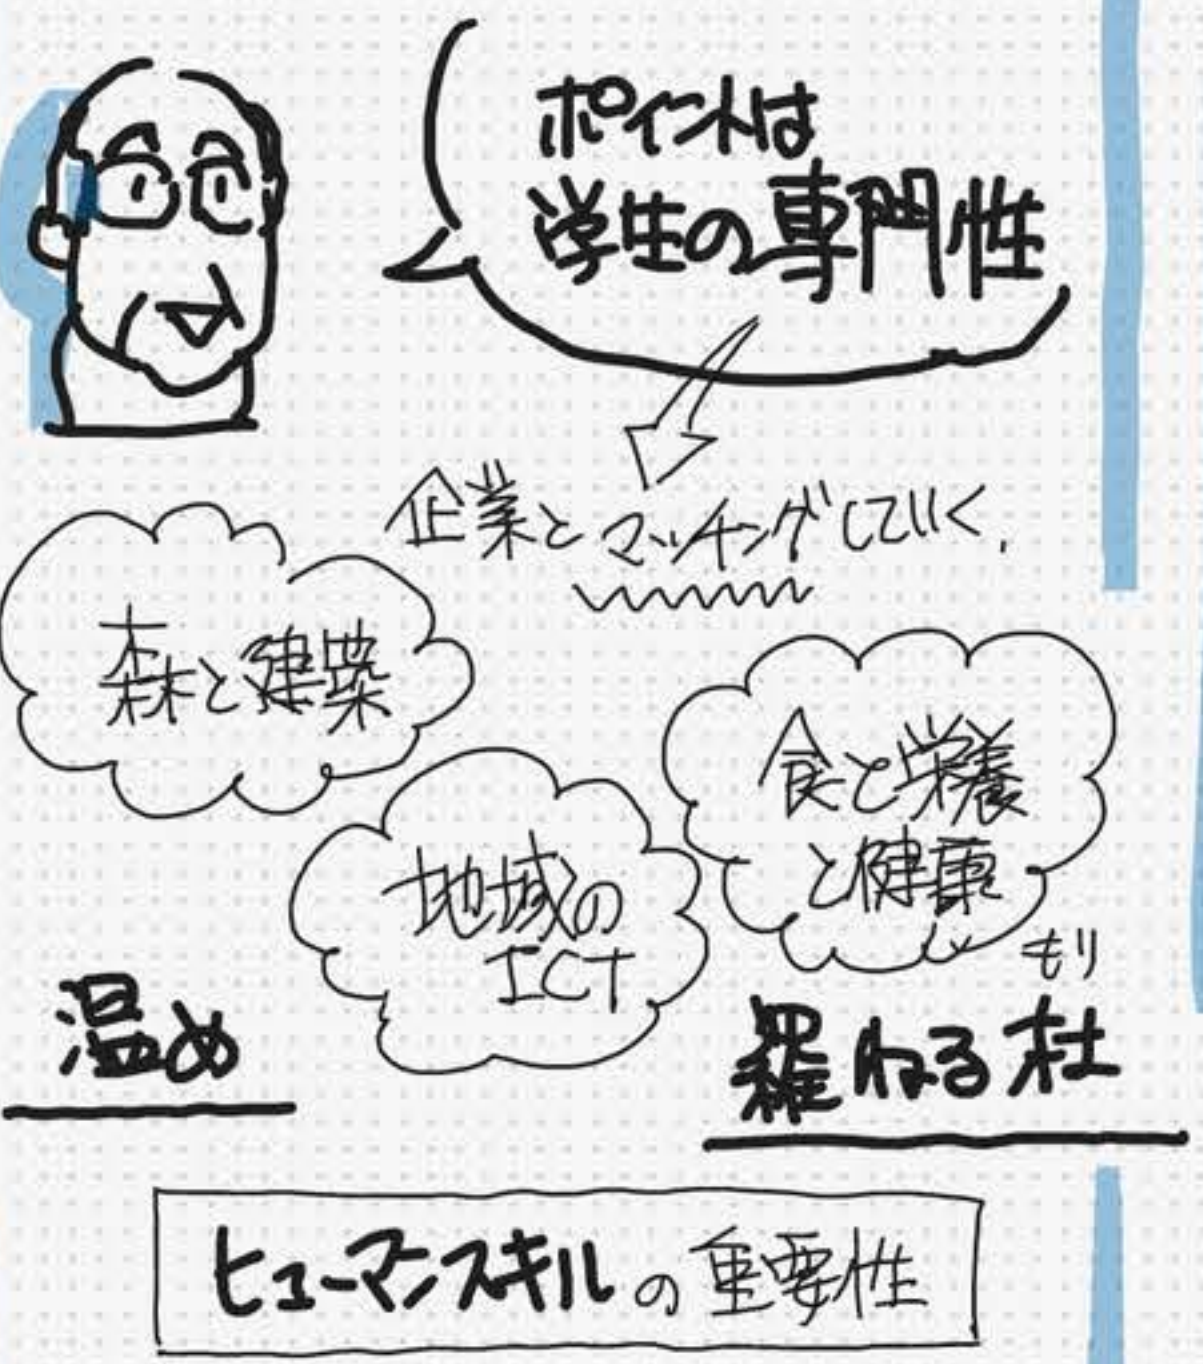 ポイントは
学生の専門性
企業とマッチングしていく.
森と建築
食と栄養
と健康
地域の
ICT
温め
もり
羅ねる杜
ヒューマンスキルの重要性